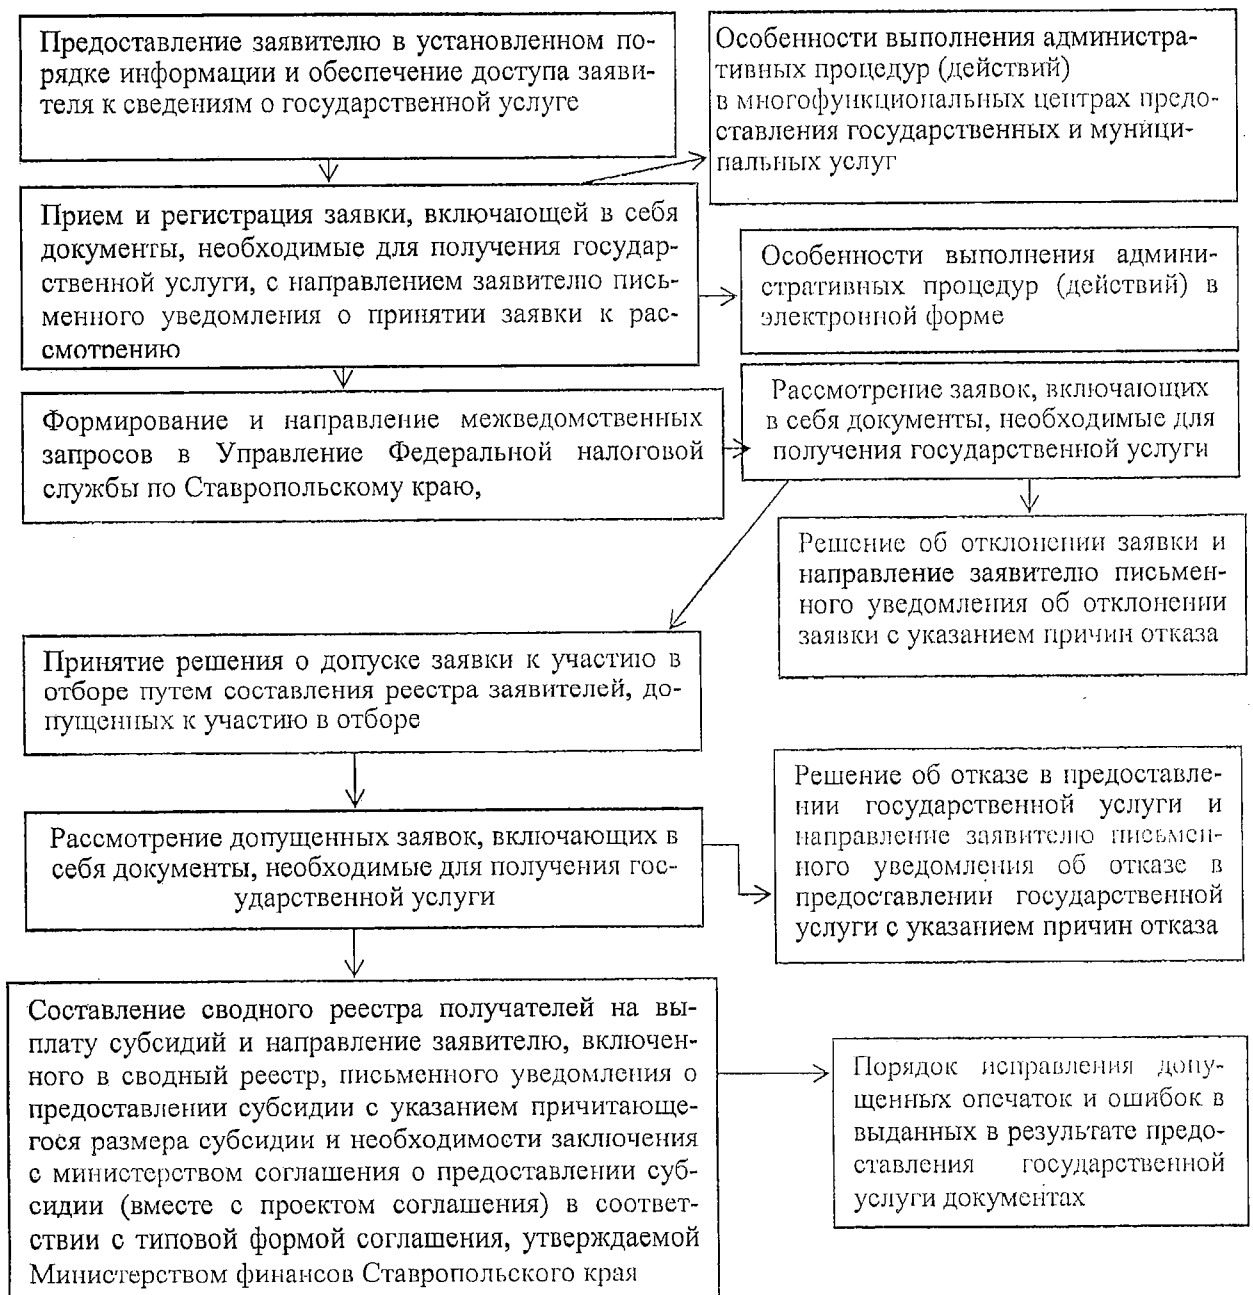 Предоставление заявителю в установленном по-
рядке информации и обеспечение доступа заяви-
теля к сведениям о государственной услуге
Особенности выполнения администра-
тивных процедур (действий)
в многофункциональных центрах предо-
ставления государственных и муници-
пальных услуг
Прием и регистрация заявки, включающей в себя
документы, необходимые для получения государ-
ственной услуги, с направлением заявителю пись-
менного уведомления о принятии заявки к рас-
смотрению
Особенности выполнения админи-
стративных процедур (действий) в
электронной форме
Формирование и направление межведомственных
запросов в Управление Федеральной налоговой
службы по Ставропольскому краю,
Рассмотрение заявок, включающих
в себя документы, необходимые для
получения государственной услуги
Решение об отклонении заявки и
направление заявителю письмен-
ного уведомления об отклонении
заявки с указанием причин отказа
Принятие решения о допуске заявки к участию в
отборе путем составления реестра заявителей, до-
пущенных к участию в отборе
Рассмотрение допущенных заявок, включающих в
себя документы, необходимые для получения гос-
ударственной услуги
Решение об отказе в предоставле-
нии государственной услуги и
направление заявителю письмен-
ного уведомления об отказе в
предоставлении государственной
услуги с указанием причин отказа
Составление сводного реестра получателей на вы-
плату субсидий и направление заявителю, включен-
ного в сводный реестр, письменного уведомления о
предоставлении субсидии с указанием причитающе-
гося размера субсидии и необходимости заключения
с министерством соглашения о предоставлении суб-
сидии (вместе с проектом соглашения) в соответ-
ствии с типовой формой соглашения, утверждаемой
Министерством финансов Ставропольского края
Порядок исправления допу-
щенных опечаток и ошибок в
выданных в результате предо-
ставления государственной
услуги документах